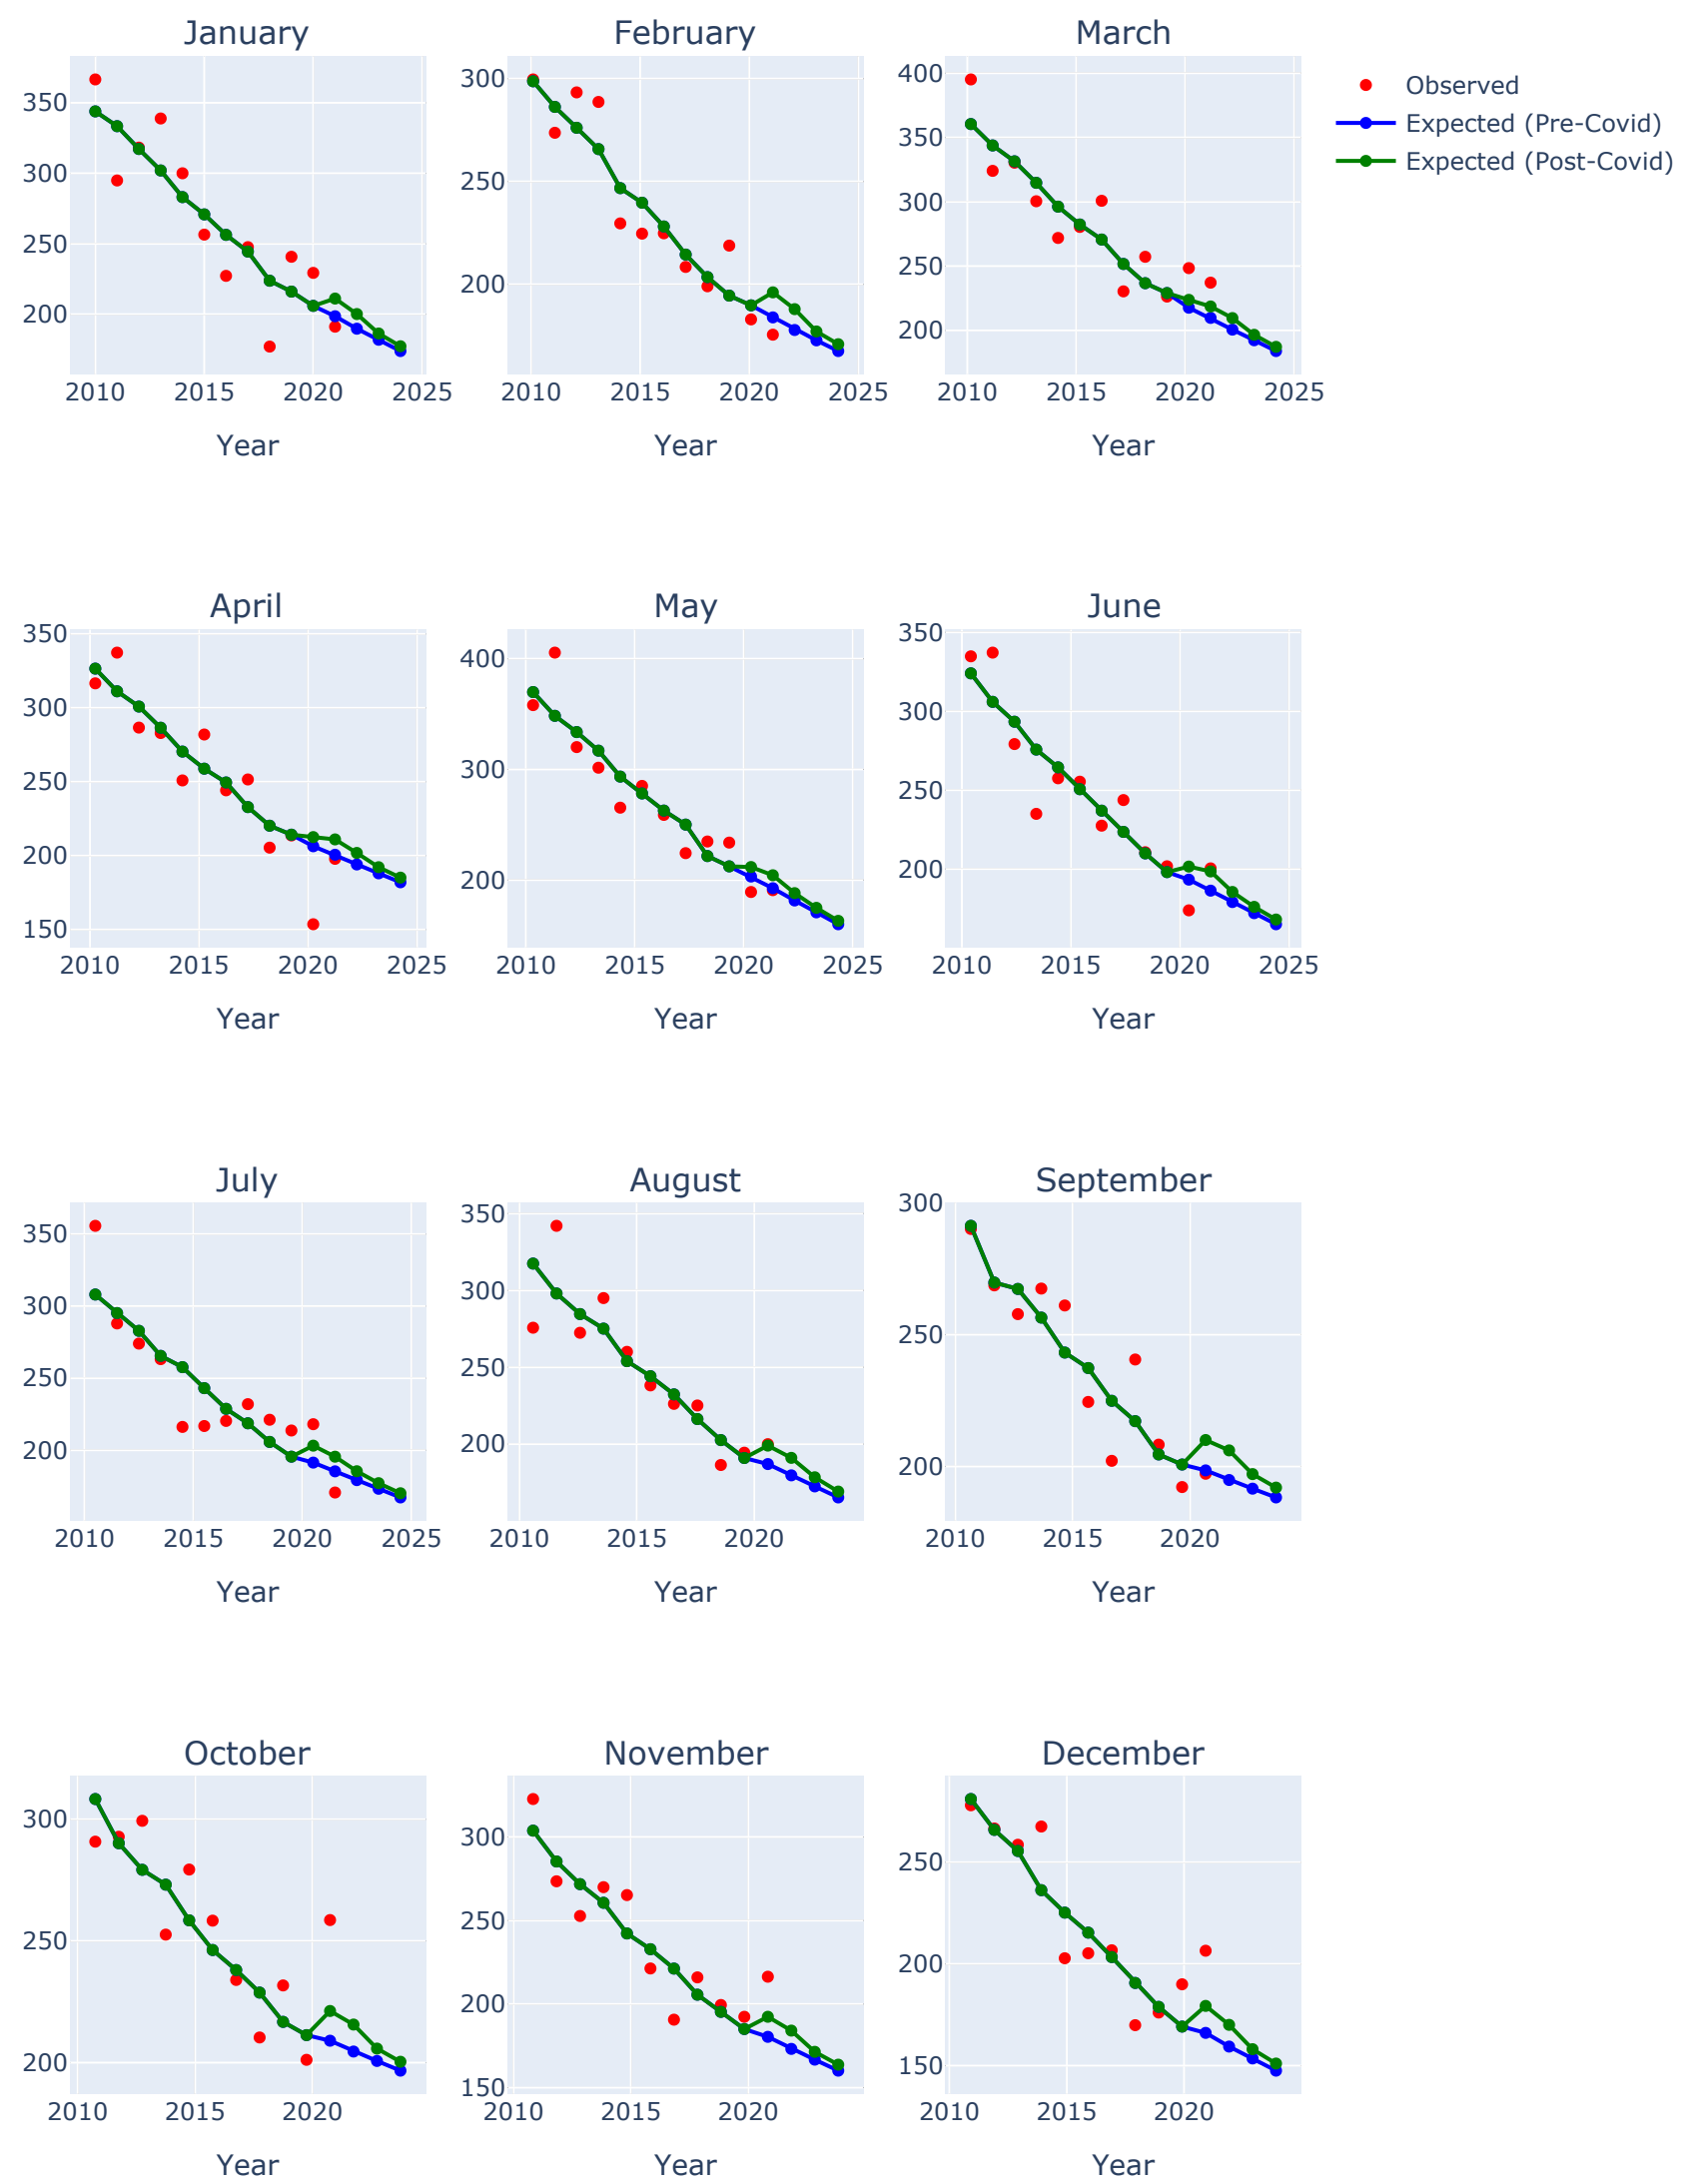 January February March
400
350
300
250
200
2010 2015 2020 2025
Year
300
250
200
2010 2015 2020 2025
Year
350
300
250
200
2010 2015 2020 2025
Year
Observed
Expected (Pre-Covid)
Expected (Post-Covid)
April
350
300
250
200
150
2010 2015 2020 2025
Year
May
400
300
200
2010 2015 2020 2025
Year
June
350
300
250
200
2010 2015 2020 2025
Year
July
350
300
250
200
2010 2015 2020 2025
Year
August
350
300
250
200
2010 2015 2020
Year
September
300
250
200
2010 2015 2020
Year
October
300
250
200
2010 2015 2020
Year
November
300
250
200
150
2010 2015 2020
Year
December
250
200
150
2010 2015 2020
Year